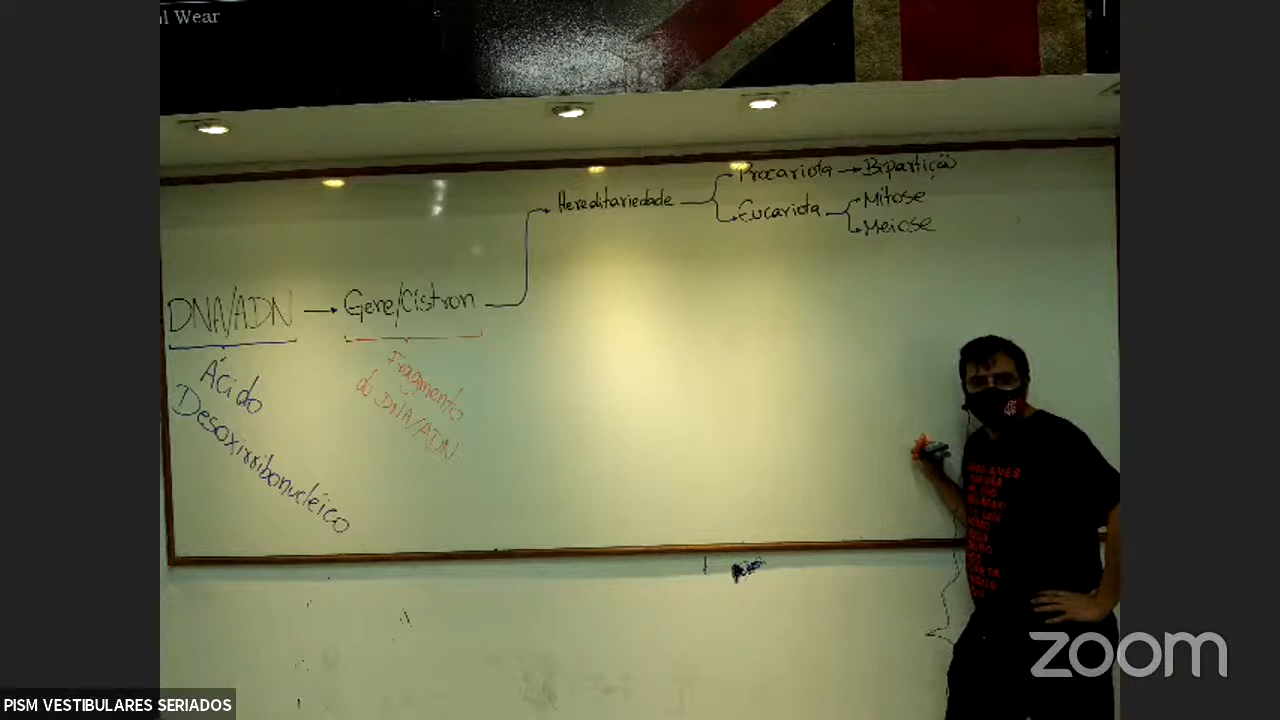 l Wear
Hereditariedade
Procariota
Bipartição
Eucariota
Mitose
Meiose
DNA/ADN
Gene/Cistron
Ácido
Desoxirribonucleíco
Fragmento
do DNA/ADN
zoom
PISM VESTIBULARES SERIADOS